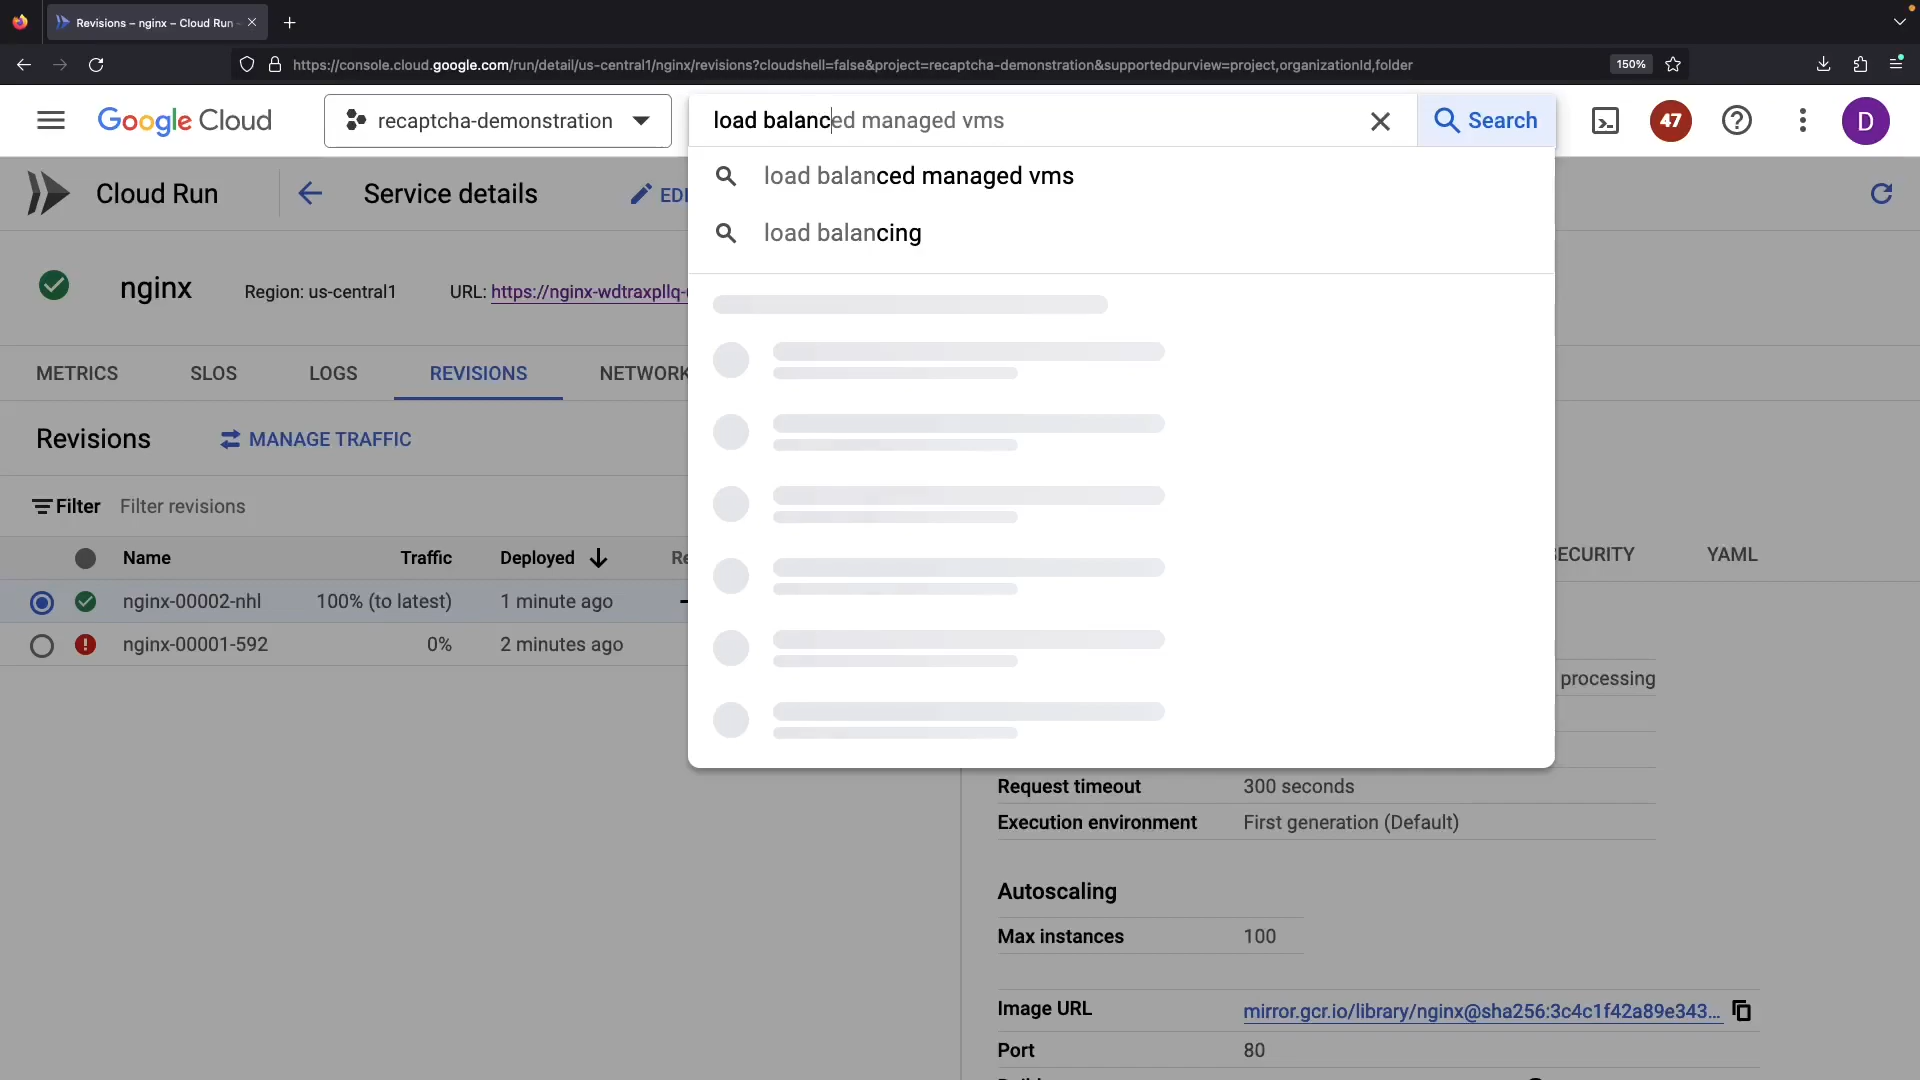 Revisions – nginx – Cloud Run
https://console.cloud.google.com/run/detail/us-central1/nginx/revisions?cloudshell=false&project=recaptcha-demonstration&supportedpurview=project,organizationId,folder
150%
Google Cloud
recaptcha-demonstration
load balanced managed vms
Search
47
D
load balanced managed vms
load balancing
Cloud Run
Service details
nginx
Region: us-central1
URL: https://nginx-wdtraxpllq-
METRICS
SLOS
LOGS
REVISIONS
Revisions
MANAGE TRAFFIC
Filter
Filter revisions
Name
Traffic
Deployed
YAML
nginx-00002-nhl
100% (to latest)
1 minute ago
nginx-00001-592
0%
2 minutes ago
processing
Request timeout
300 seconds
Execution environment
First generation (Default)
Autoscaling
Max instances
100
Image URL
mirror.gcr.io/library/nginx@sha256:3c4c1f42a89e343...
Port
80